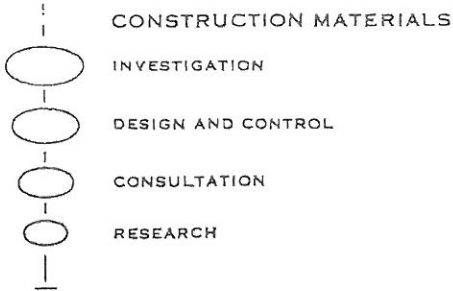 CONSTRUCTION MATERIALS
INVESTIGATION
DESIGN AND CONTROL
CONSULTATION
RESEARCH